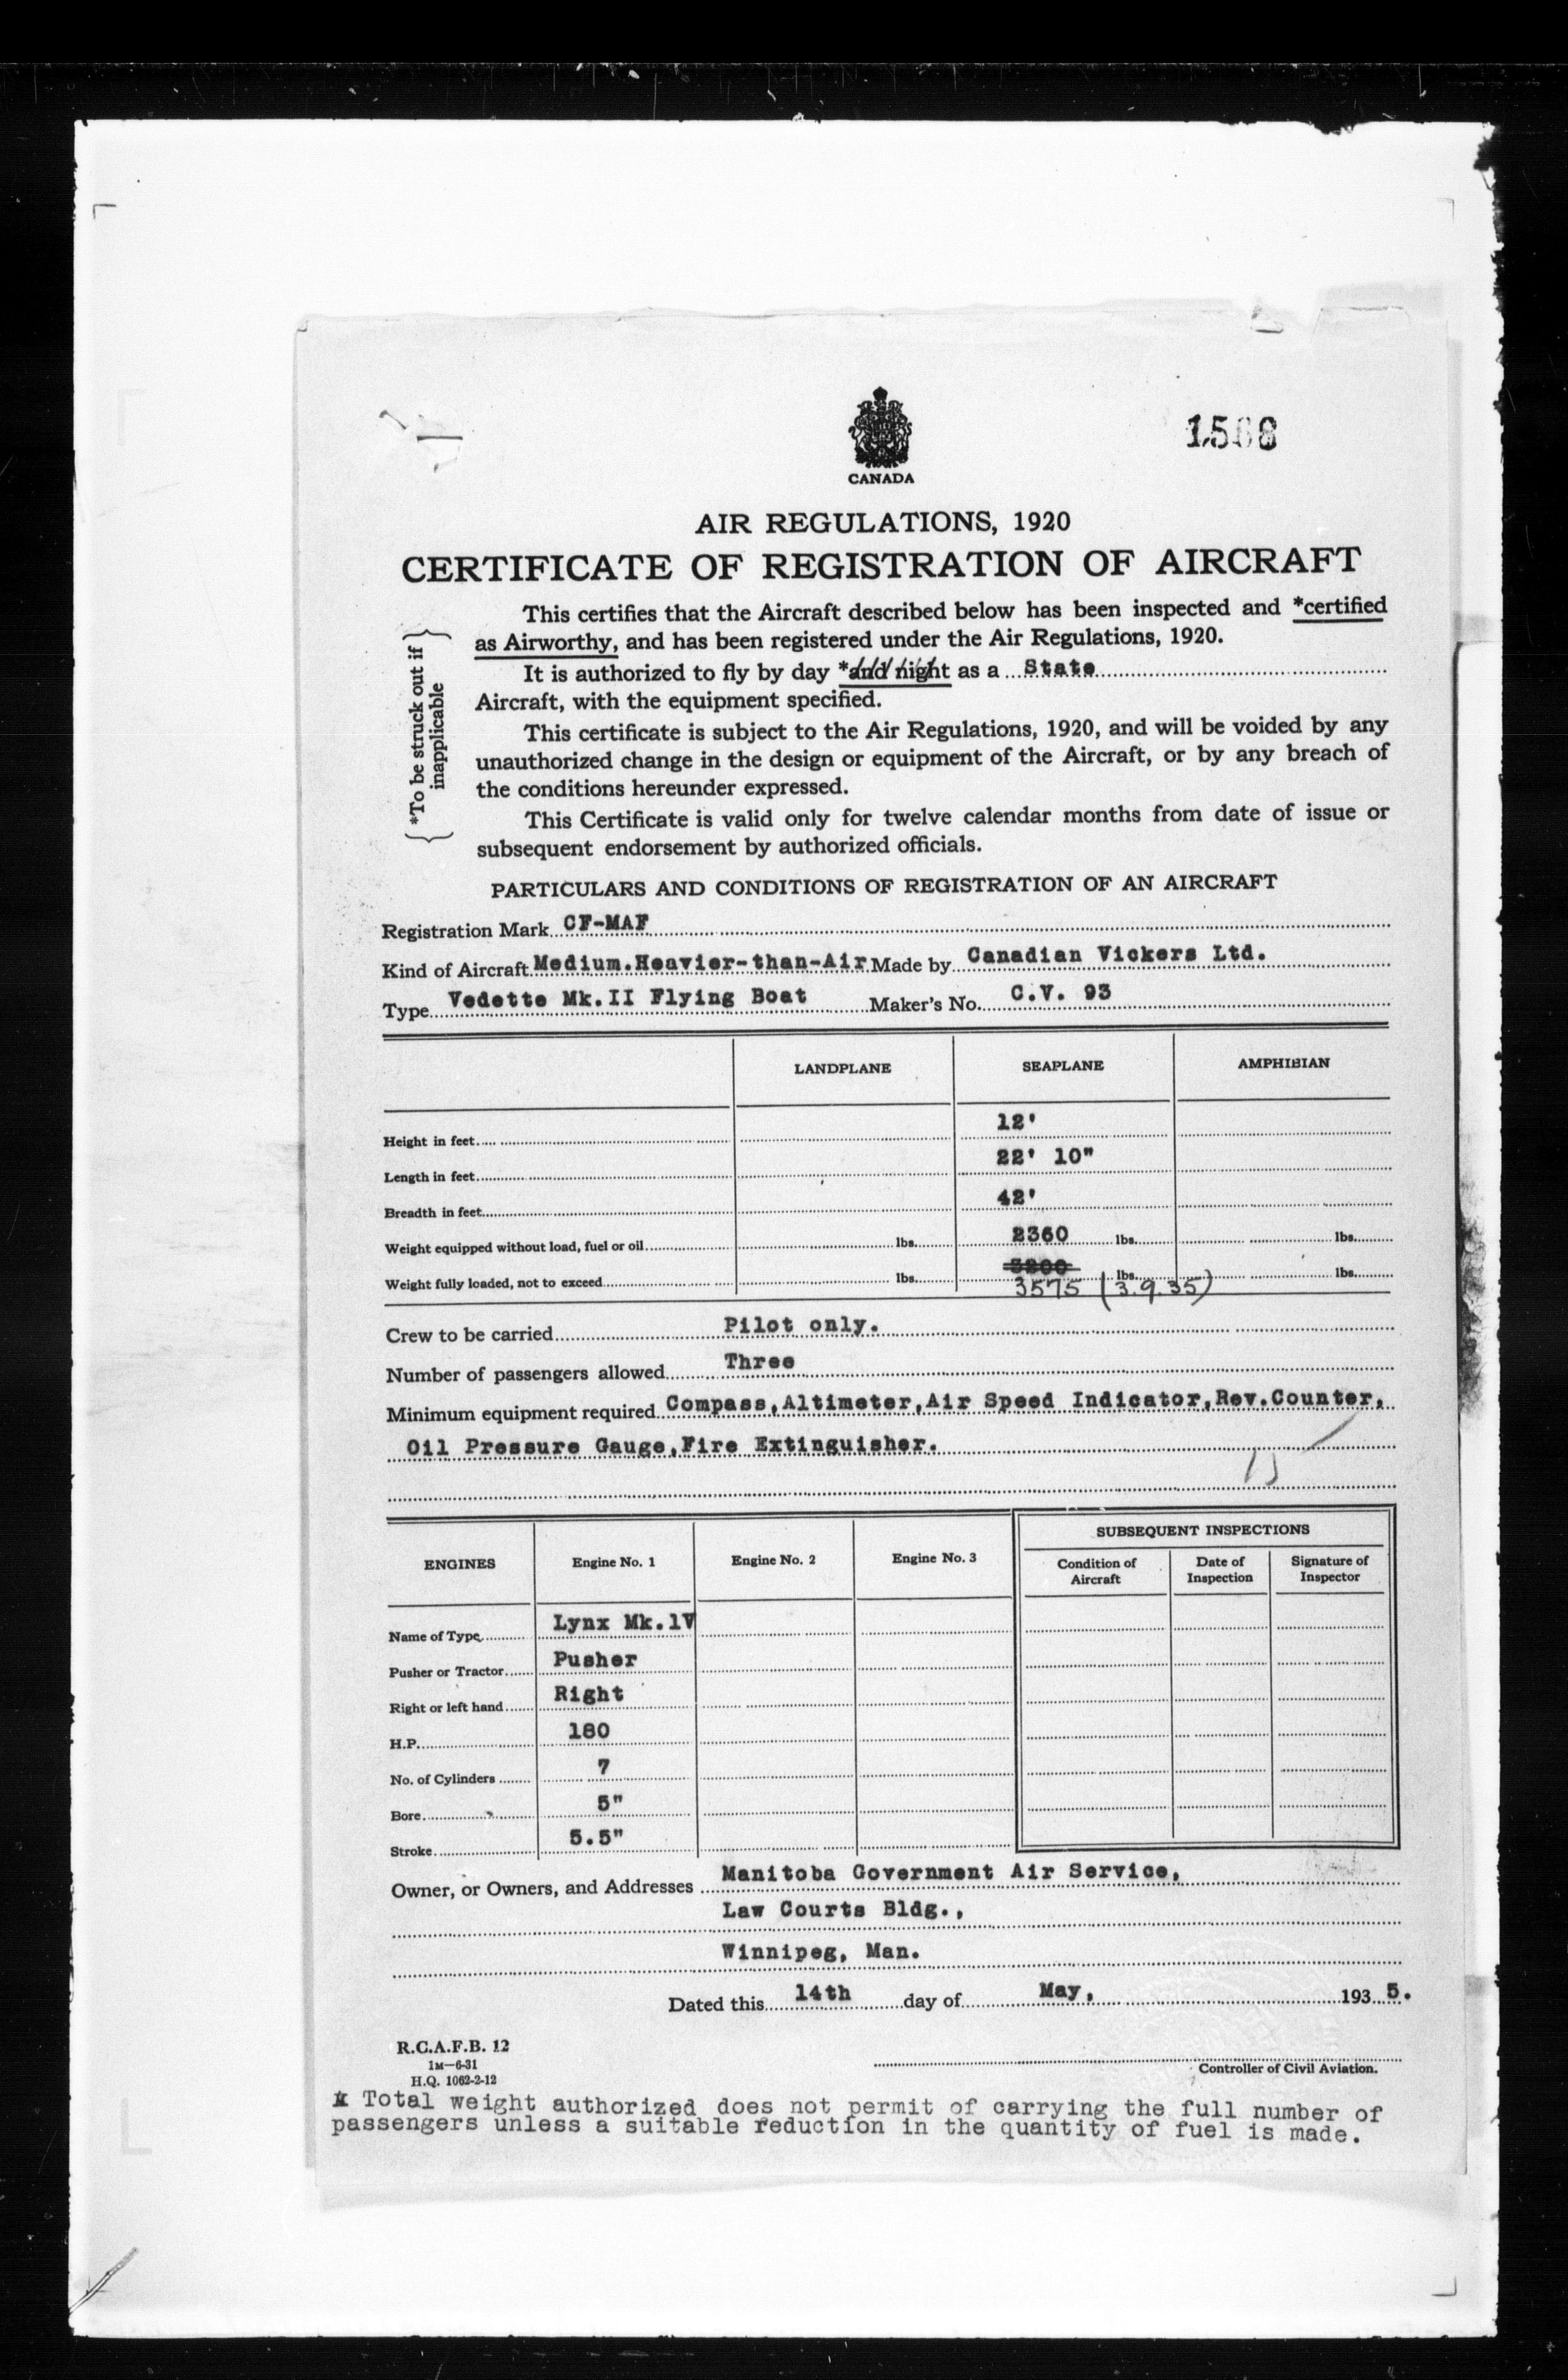 1568
CANADA
AIR REGULATIONS, 1920
CERTIFICATE OF REGISTRATION OF AIRCRAFT
*To be struck out if
inapplicable
This certifies that the Aircraft described below has been inspected and *certified
as Airworthy, and has been registered under the Air Regulations, 1920.
It is authorized to fly by day *and night as a State
Aircraft, with the equipment specified.
This certificate is subject to the Air Regulations, 1920, and will be voided by any
unauthorized change in the design or equipment of the Aircraft, or by any breach of
the conditions hereunder expressed.
This Certificate is valid only for twelve calendar months from date of issue or
subsequent endorsement by authorized officials.
PARTICULARS AND CONDITIONS OF REGISTRATION OF AN AIRCRAFT
Registration Mark CF-MAF
Kind of Aircraft Medium.Heavier-than-Air Made by Canadian Vickers Ltd.
Type Vedette Mk.II Flying Boat Maker's No. C.V. 93
LANDPLANE SEAPLANE AMPHIBIAN
Height in feet 12'
Length in feet 22' 10"
Breadth in feet 42'
Weight equipped without load, fuel or oil lbs. 2360 lbs. lbs.
Weight fully loaded, not to exceed lbs. 3200 lbs. lbs.
3575 (3.9.35)
Crew to be carried Pilot only.
Number of passengers allowed Three
Minimum equipment required Compass,Altimeter,Air Speed Indicator,Rev.Counter,
Oil Pressure Gauge,Fire Extinguisher.
ENGINES Engine No. 1 Engine No. 2 Engine No. 3 SUBSEQUENT INSPECTIONS
Condition of Aircraft Date of Inspection Signature of Inspector
Name of Type Lynx Mk.lV
Pusher or Tractor Pusher
Right or left hand Right
H.P. 180
No. of Cylinders 7
Bore 5"
Stroke 5.5"
Owner, or Owners, and Addresses Manitoba Government Air Service,
Law Courts Bldg.,
Winnipeg, Man.
Dated this 14th day of May, 193 5.
R.C.A.F.B. 12
1M—6-31
H.Q. 1062-2-12
Controller of Civil Aviation.
* Total weight authorized does not permit of carrying the full number of
passengers unless a suitable reduction in the quantity of fuel is made.